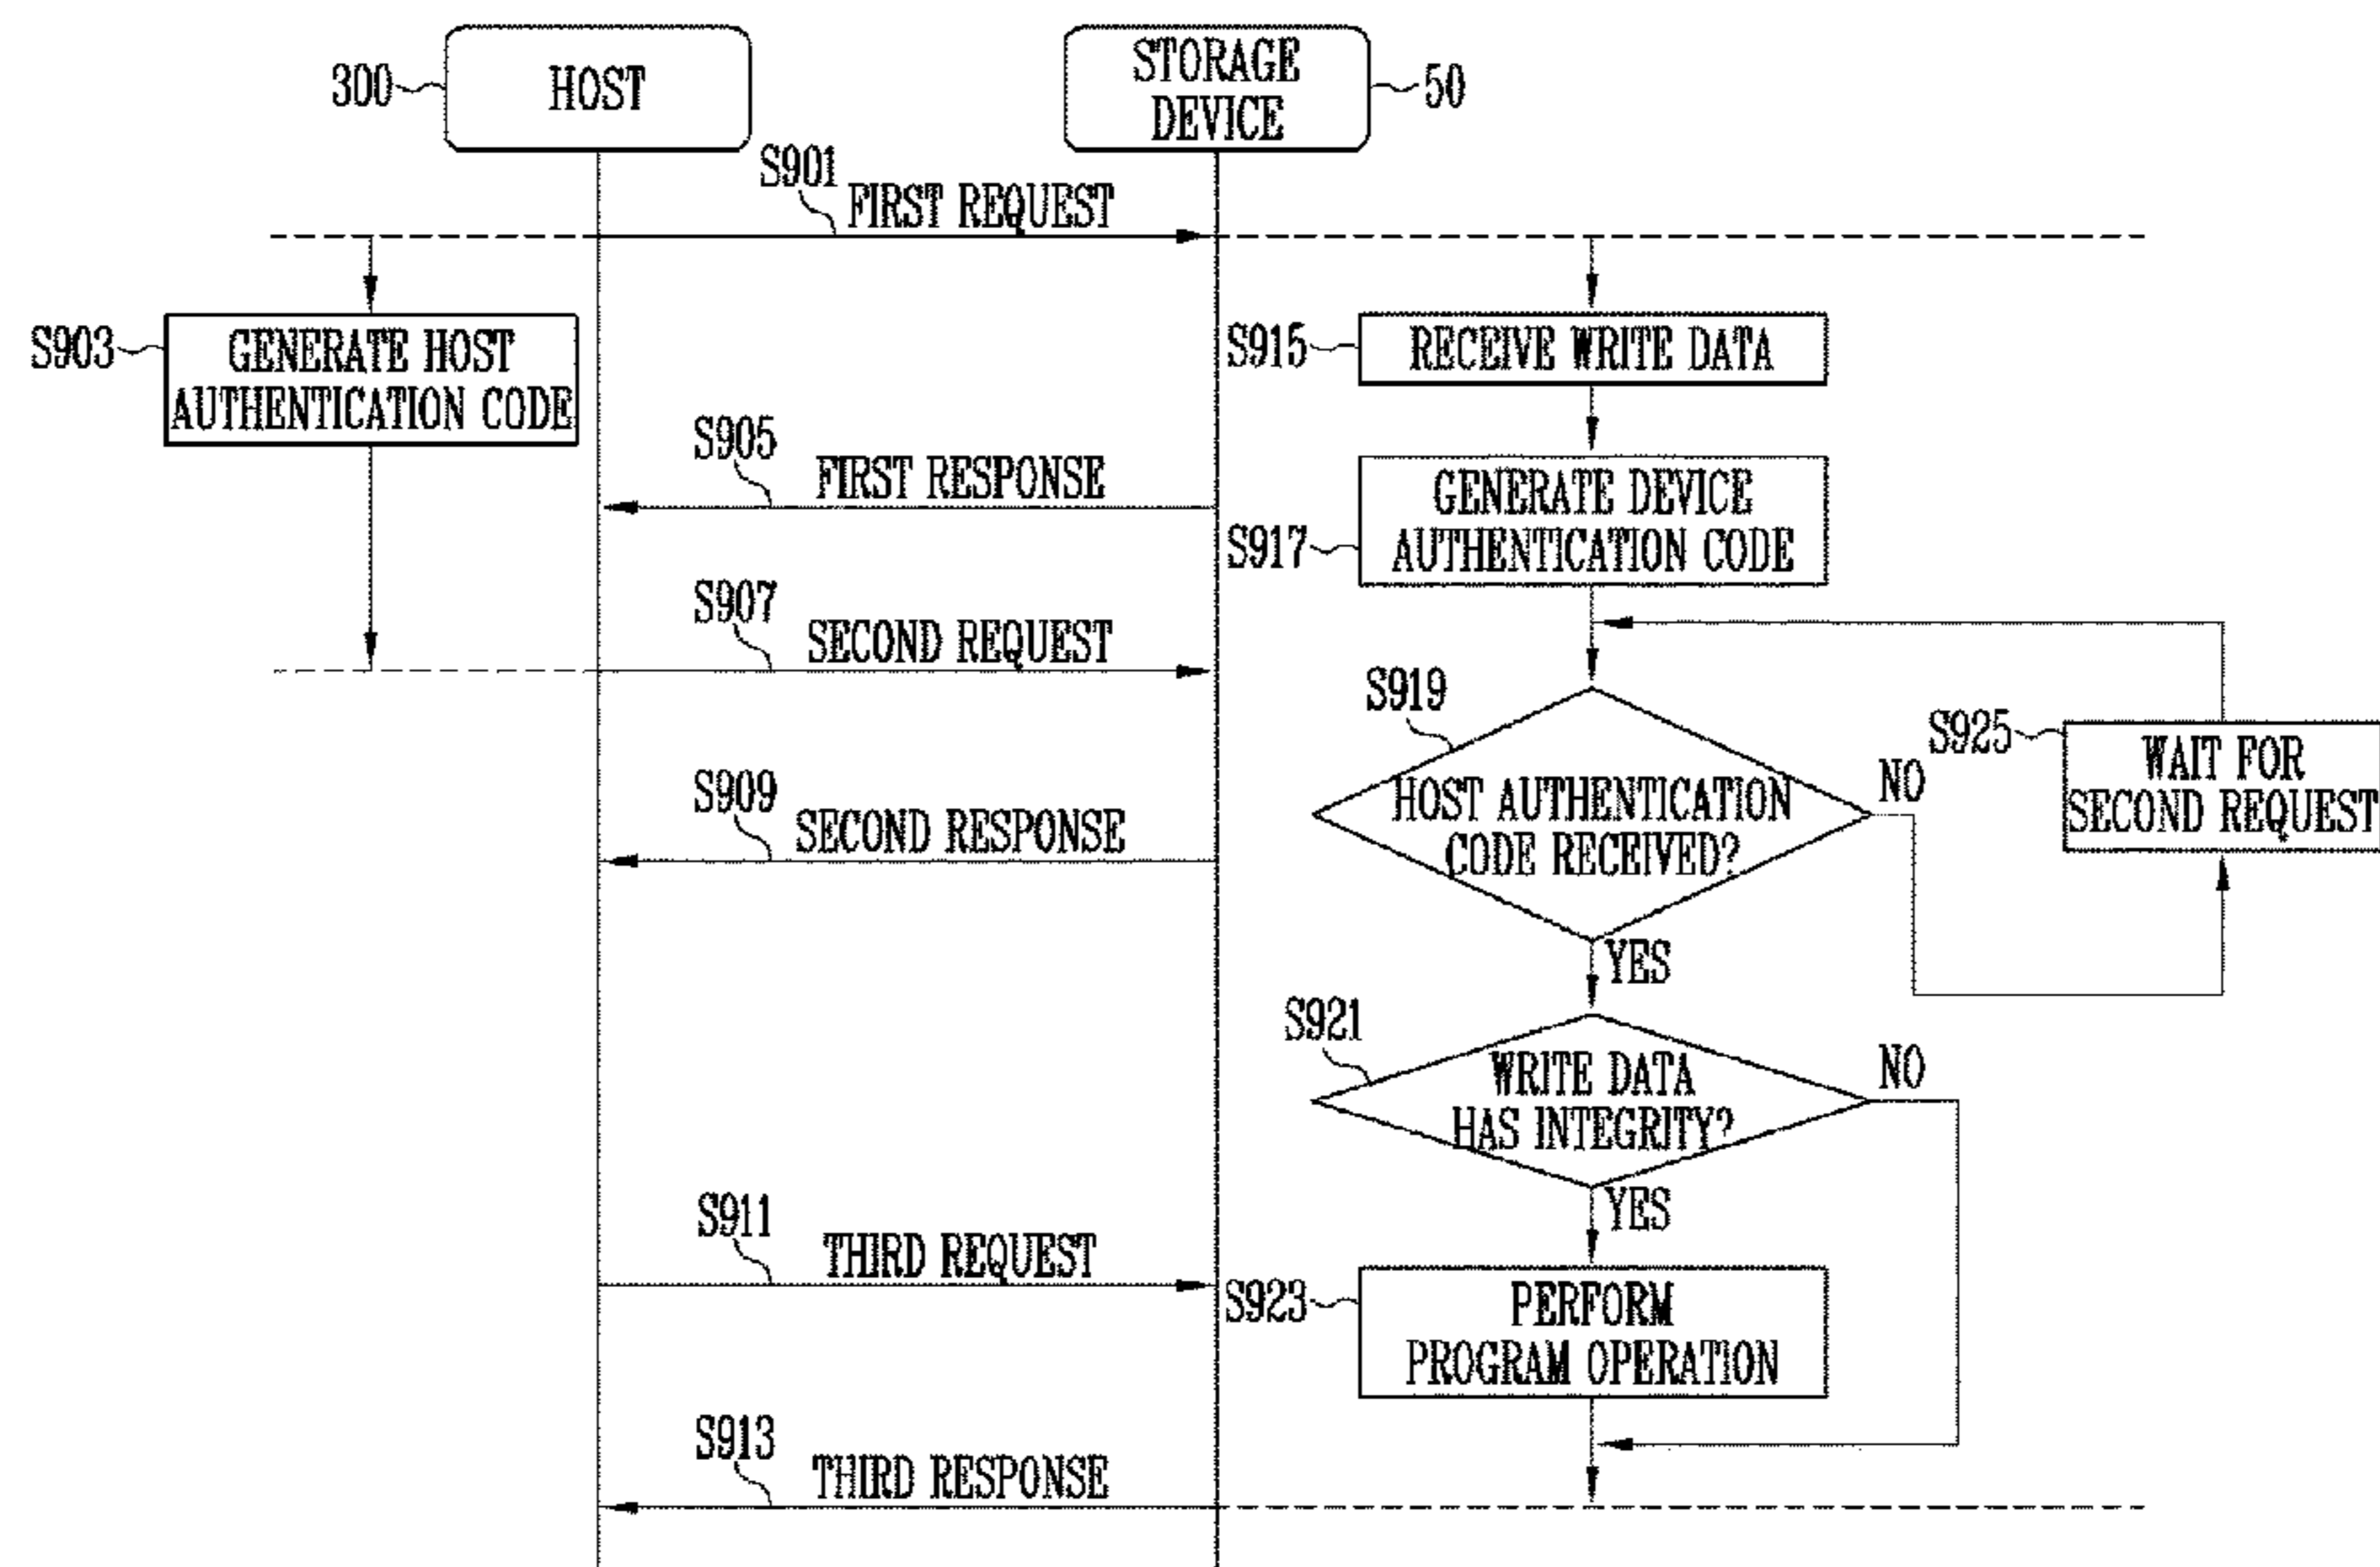 300
HOST
STORAGE
DEVICE
50
S901
FIRST REQUEST
S903
GENERATE HOST
AUTHENTICATION CODE
S915
RECEIVE WRITE DATA
S905
FIRST RESPONSE
S917
GENERATE DEVICE
AUTHENTICATION CODE
S907
SECOND REQUEST
S919
HOST AUTHENTICATION
CODE RECEIVED?
NO
S925
WAIT FOR
SECOND REQUEST
S909
SECOND RESPONSE
YES
S921
WRITE DATA
HAS INTEGRITY?
NO
YES
S911
THIRD REQUEST
S923
PERFORM
PROGRAM OPERATION
S913
THIRD RESPONSE